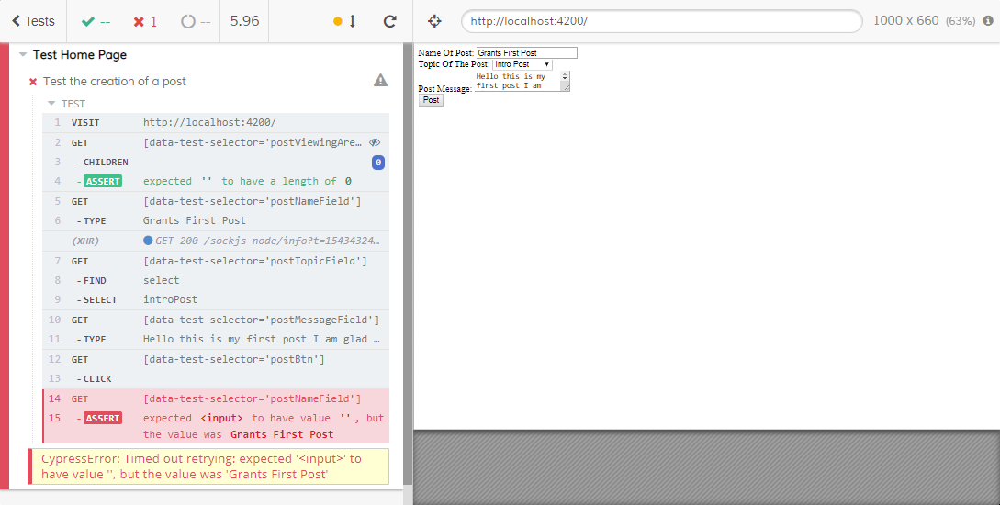 Tests
--
1
--
5.96
http://localhost:4200/
1000 x 660 (63%)
Test Home Page
Test the creation of a post
TEST
1 VISIT http://localhost:4200/
2 GET [data-test-selector='postViewingAre…
3 - CHILDREN 0
4 - ASSERT expected '' to have a length of 0
5 GET [data-test-selector='postNameField']
6 - TYPE Grants First Post
(XHR) GET 200 /sockjs-node/info?t=15434324…
7 GET [data-test-selector='postTopicField']
8 - FIND select
9 - SELECT introPost
10 GET [data-test-selector='postMessageField']
11 - TYPE Hello this is my first post I am glad …
12 GET [data-test-selector='postBtn']
13 - CLICK
14 GET [data-test-selector='postNameField']
15 - ASSERT expected <input> to have value '', but
the value was Grants First Post
CypressError: Timed out retrying: expected '<input>' to
have value '', but the value was 'Grants First Post'
Name Of Post: Grants First Post
Topic Of The Post: Intro Post
Hello this is my
Post Message: first post I am
Post